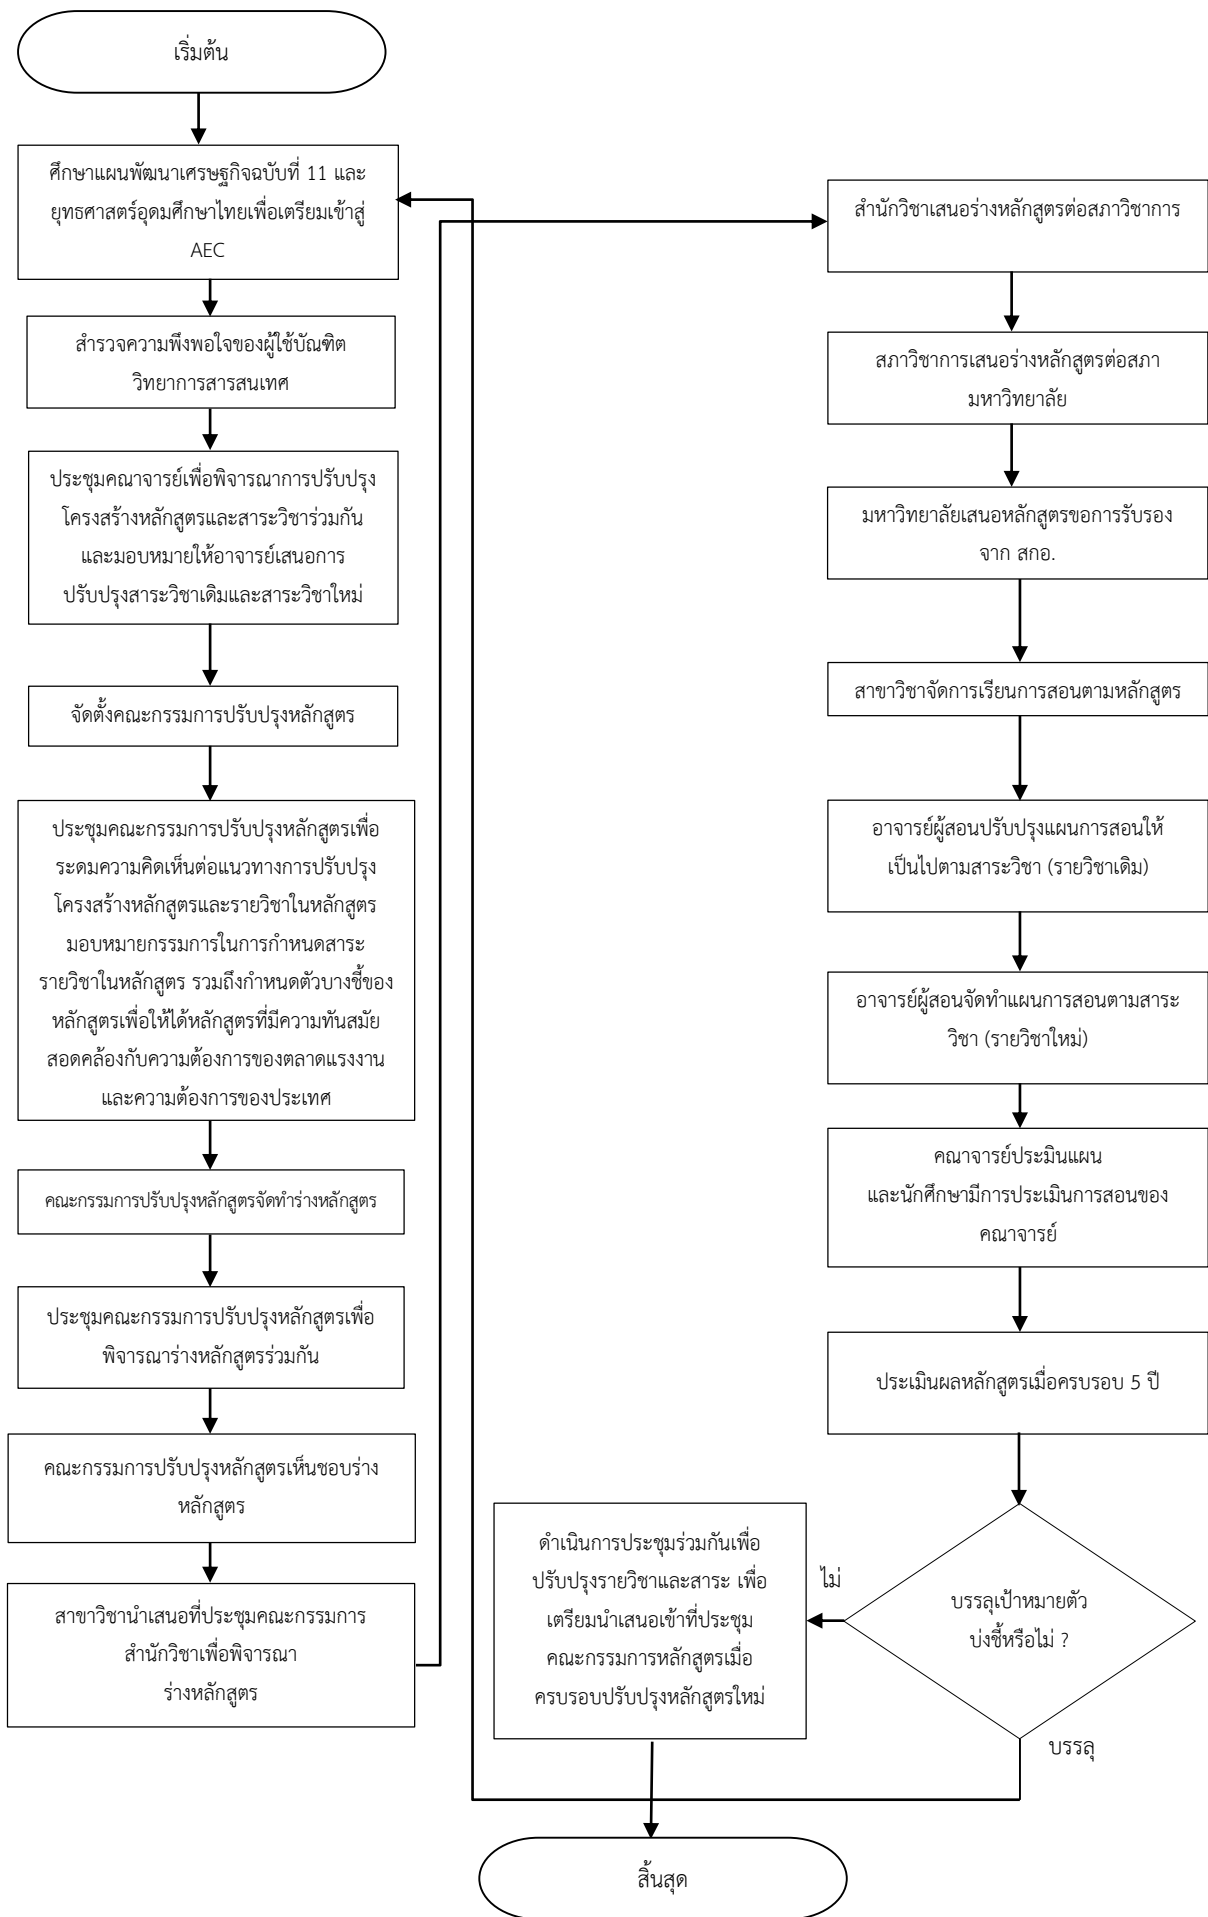 เริ่มต้น
ศึกษาแผนพัฒนาเศรษฐกิจฉบับที่ 11 และ
ยุทธศาสตร์อุดมศึกษาไทยเพื่อเตรียมเข้าสู่
AEC
สำรวจความพึงพอใจของผู้ใช้บัณฑิต
วิทยาการสารสนเทศ
ประชุมคณาจารย์เพื่อพิจารณาการปรับปรุง
โครงสร้างหลักสูตรและสาระวิชาร่วมกัน
และมอบหมายให้อาจารย์เสนอการ
ปรับปรุงสาระวิชาเดิมและสาระวิชาใหม่
จัดตั้งคณะกรรมการปรับปรุงหลักสูตร
ประชุมคณะกรรมการปรับปรุงหลักสูตรเพื่อ
ระดมความคิดเห็นต่อแนวทางการปรับปรุง
โครงสร้างหลักสูตรและรายวิชาในหลักสูตร
มอบหมายกรรมการในการกำหนดสาระ
รายวิชาในหลักสูตร รวมถึงกำหนดตัวบางชี้ของ
หลักสูตรเพื่อให้ได้หลักสูตรที่มีความทันสมัย
สอดคล้องกับความต้องการของตลาดแรงงาน
และความต้องการของประเทศ
คณะกรรมการปรับปรุงหลักสูตรจัดทำร่างหลักสูตร
ประชุมคณะกรรมการปรับปรุงหลักสูตรเพื่อ
พิจารณาร่างหลักสูตรร่วมกัน
คณะกรรมการปรับปรุงหลักสูตรเห็นชอบร่าง
หลักสูตร
สาขาวิชานำเสนอที่ประชุมคณะกรรมการ
สำนักวิชาเพื่อพิจารณา
ร่างหลักสูตร
สำนักวิชาเสนอร่างหลักสูตรต่อสภาวิชาการ
สภาวิชาการเสนอร่างหลักสูตรต่อสภา
มหาวิทยาลัย
มหาวิทยาลัยเสนอหลักสูตรขอการรับรอง
จาก สกอ.
สาขาวิชาจัดการเรียนการสอนตามหลักสูตร
อาจารย์ผู้สอนปรับปรุงแผนการสอนให้
เป็นไปตามสาระวิชา (รายวิชาเดิม)
อาจารย์ผู้สอนจัดทำแผนการสอนตามสาระ
วิชา (รายวิชาใหม่)
คณาจารย์ประมินแผน
และนักศึกษามีการประเมินการสอนของ
คณาจารย์
ประเมินผลหลักสูตรเมื่อครบรอบ 5 ปี
บรรลุเป้าหมายตัว
บ่งชี้หรือไม่ ?
ไม่
บรรลุ
ดำเนินการประชุมร่วมกันเพื่อ
ปรับปรุงรายวิชาและสาระ เพื่อ
เตรียมนำเสนอเข้าที่ประชุม
คณะกรรมการหลักสูตรเมื่อ
ครบรอบปรับปรุงหลักสูตรใหม่
สิ้นสุด